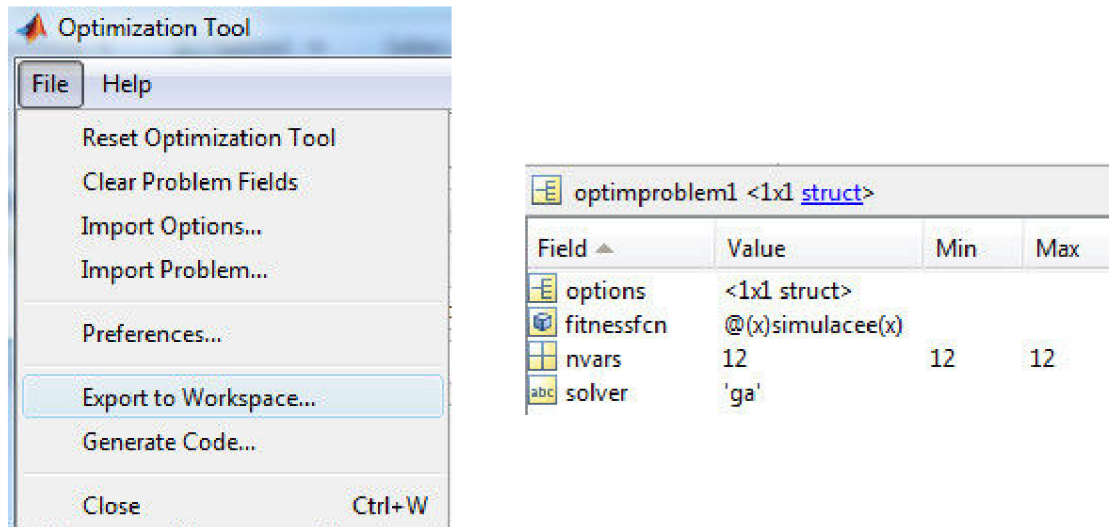 Optimization Tool
File Help
Reset Optimization Tool
Clear Problem Fields
Import Options...
Import Problem...
Preferences...
Export to Workspace...
Generate Code...
Close Ctrl+W
optimproblem1 <1x1 struct>
Field Value Min Max
options <1x1 struct>
fitnessfcn @(x)simulacee(x)
nvars 12 12 12
abc solver 'ga'